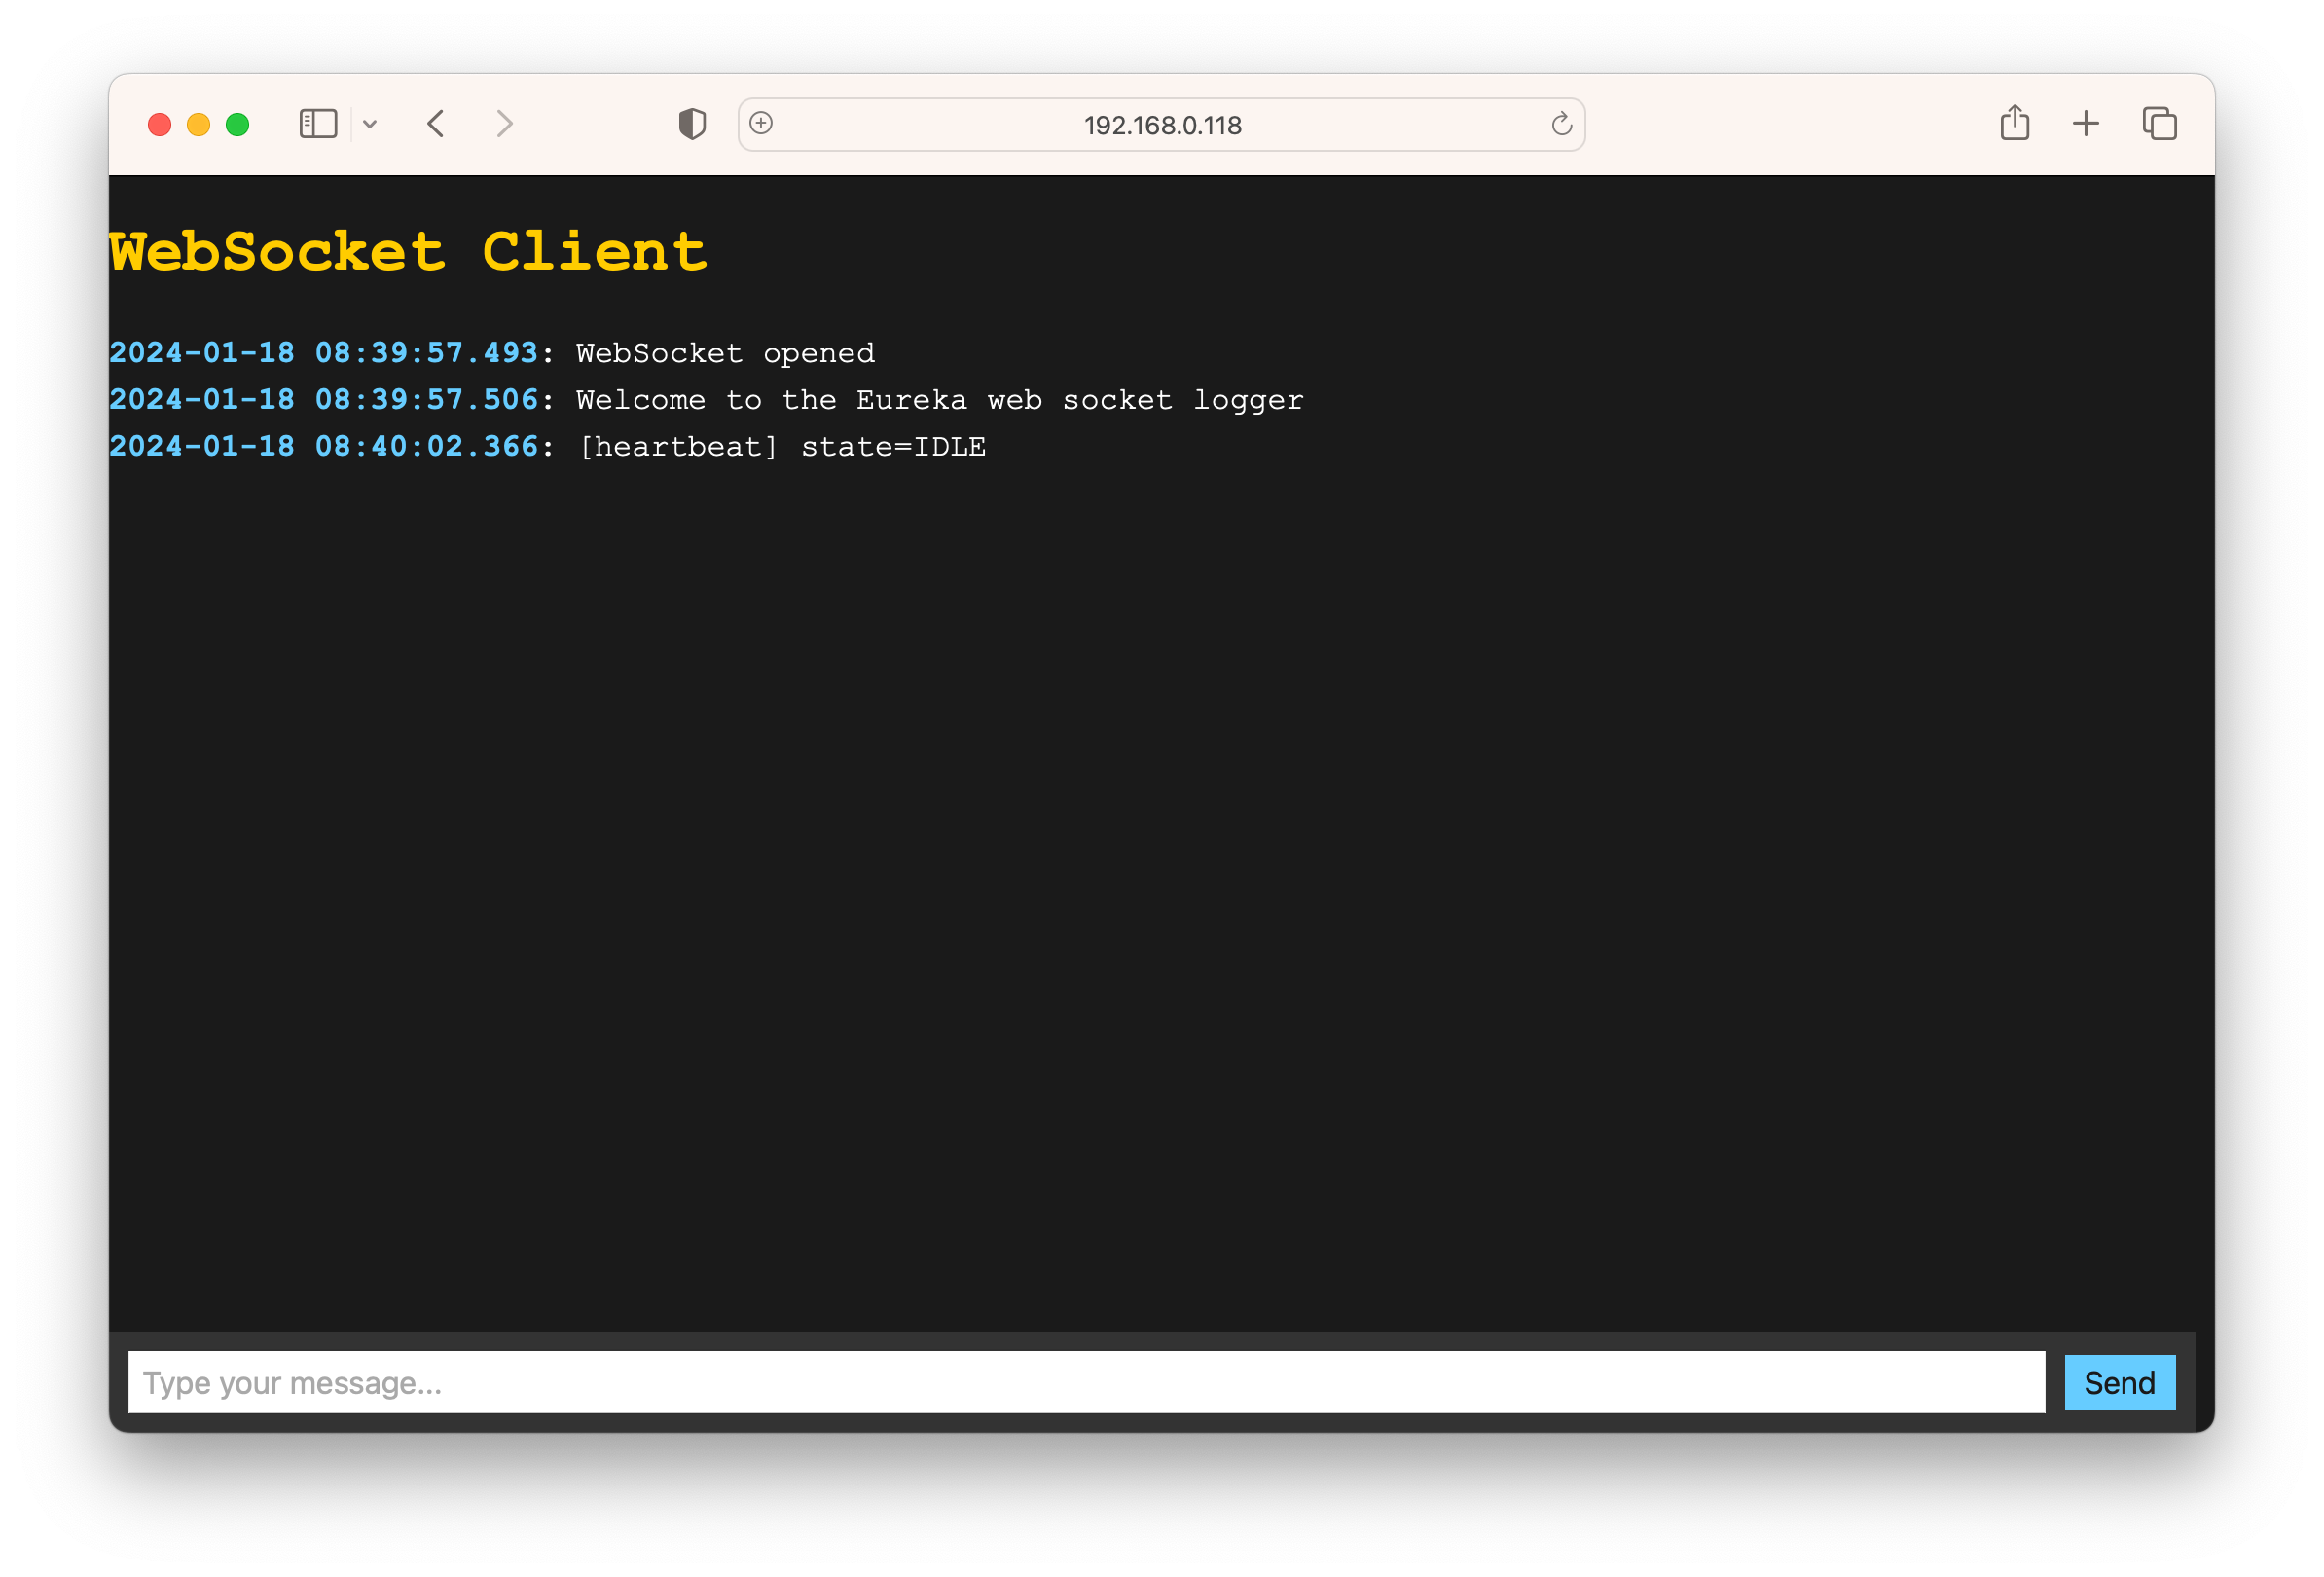 192.168.0.118
WebSocket Client
2024-01-18 08:39:57.493: WebSocket opened
2024-01-18 08:39:57.506: Welcome to the Eureka web socket logger
2024-01-18 08:40:02.366: [heartbeat] state=IDLE
Type your message...
Send